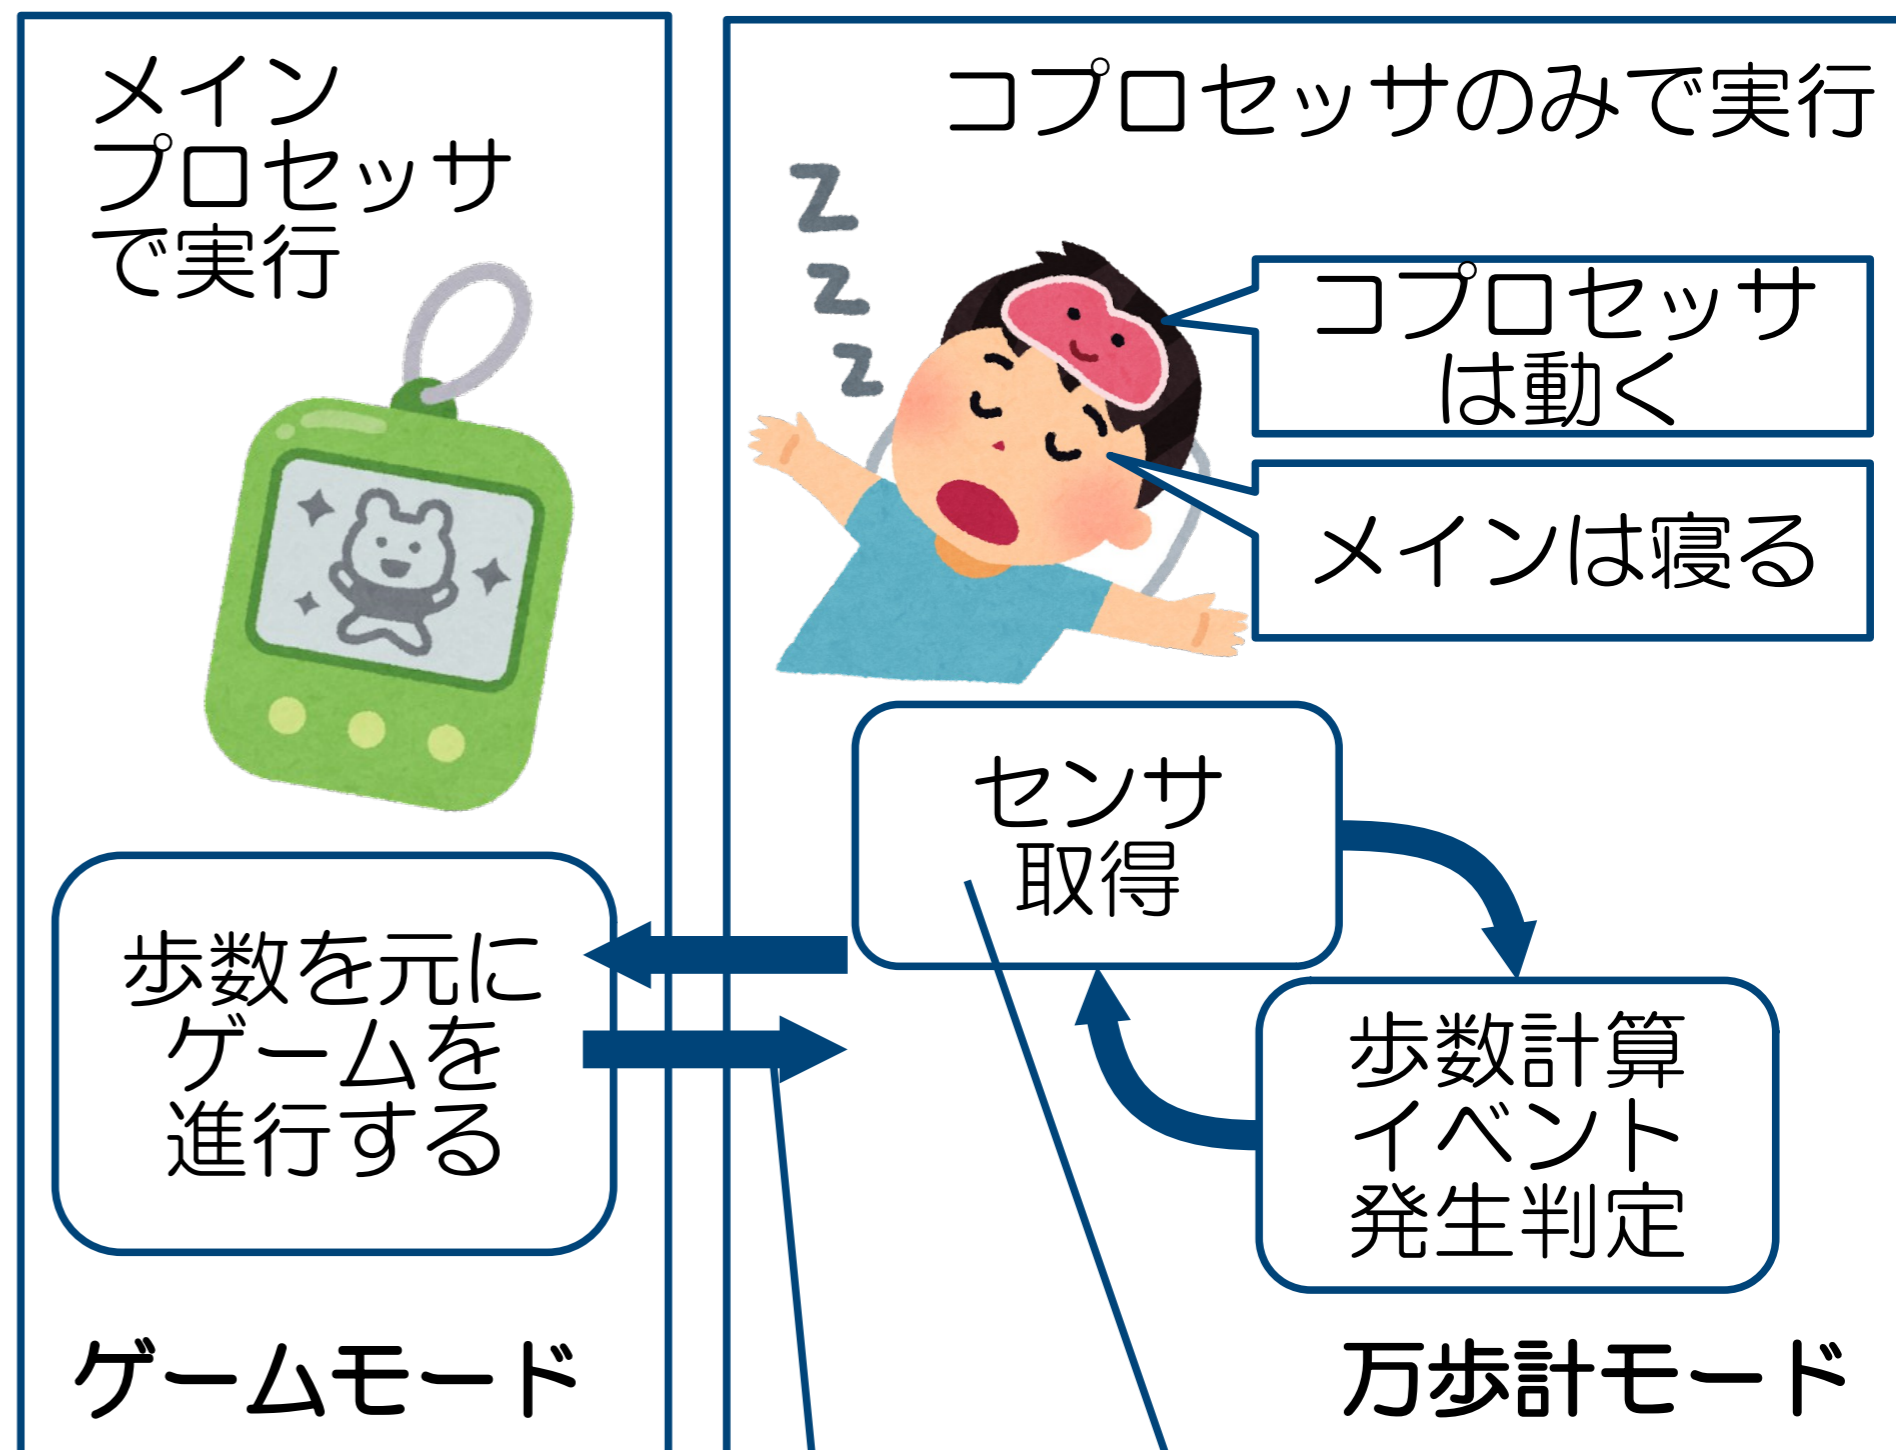 メイン
プロセッサ
で実行
歩数を元に
ゲームを
進行する
ゲームモード
コプロセッサのみで実行
Z
Z
Z
コプロセッサ
は動く
メインは寝る
センサ
取得
歩数計算
イベント
発生判定
万歩計モード